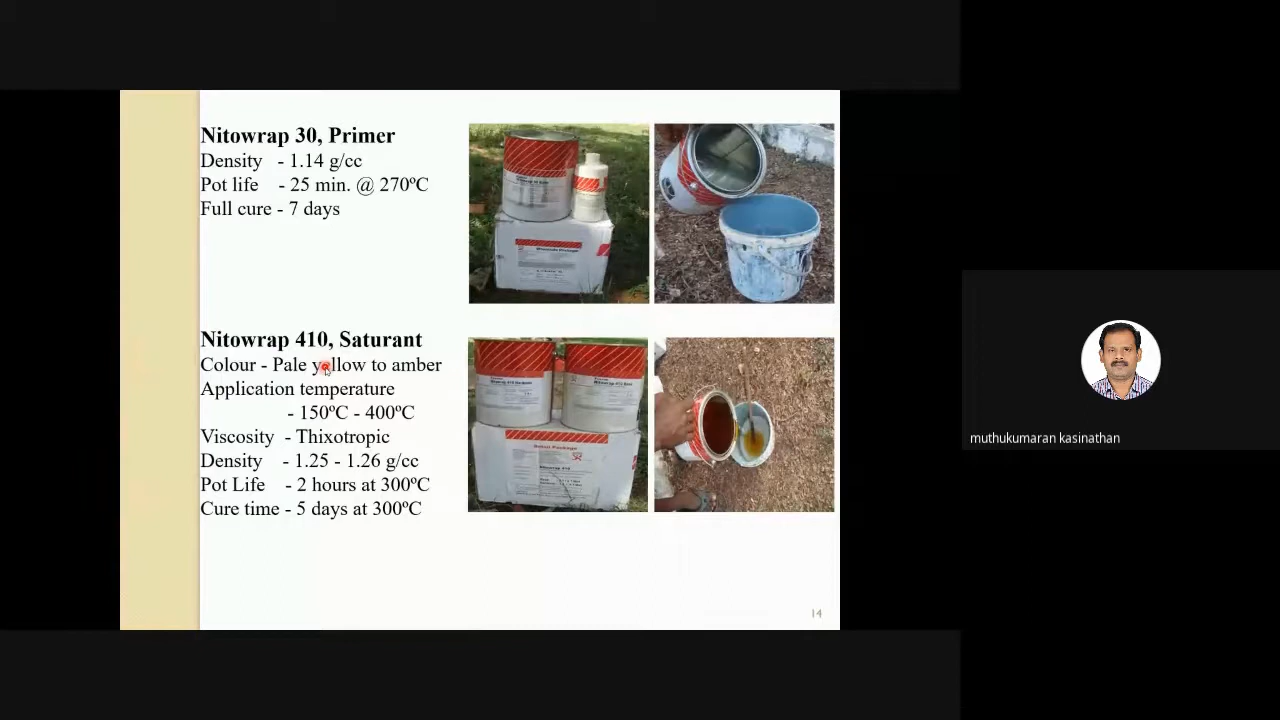 Nitowrap 30, Primer
Density - 1.14 g/cc
Pot life - 25 min. @ 270ºC
Full cure - 7 days
Nitowrap 410, Saturant
Colour - Pale yellow to amber
Application temperature
- 150ºC - 400ºC
Viscosity - Thixotropic
Density - 1.25 - 1.26 g/cc
Pot Life - 2 hours at 300ºC
Cure time - 5 days at 300ºC
14
muthukumaran kasinathan